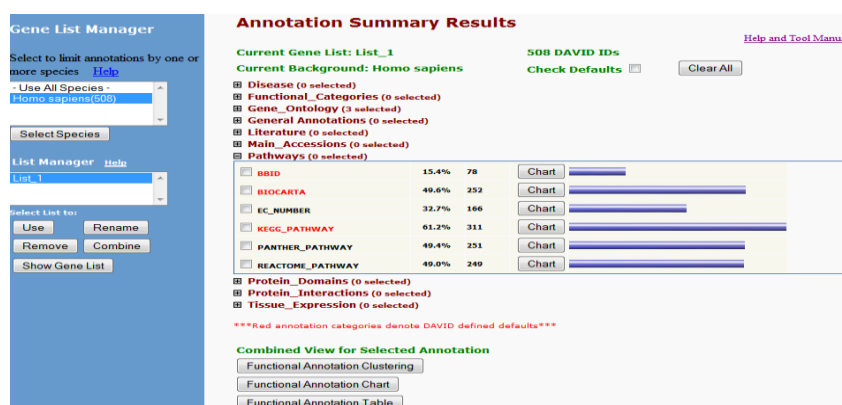 Gene List Manager
Select to limit annotations by one or
more species Help
- Use All Species -
Homo sapiens(508)
Select Species
List Manager Help
List_1
Select List to:
Use Rename
Remove Combine
Show Gene List
Annotation Summary Results
Help and Tool Manu
Current Gene List: List_1 508 DAVID IDs
Current Background: Homo sapiens Check Defaults Clear All
Disease (0 selected)
Functional_Categories (0 selected)
Gene_Ontology (3 selected)
General Annotations (0 selected)
Literature (0 selected)
Main_Accessions (0 selected)
Pathways (0 selected)
BBID 15.4% 78 Chart
BIOCARTA 49.6% 252 Chart
EC_NUMBER 32.7% 166 Chart
KEGG_PATHWAY 61.2% 311 Chart
PANTHER_PATHWAY 49.4% 251 Chart
REACTOME_PATHWAY 49.0% 249 Chart
Protein_Domains (0 selected)
Protein_Interactions (0 selected)
Tissue_Expression (0 selected)
***Red annotation categories denote DAVID defined defaults***
Combined View for Selected Annotation
Functional Annotation Clustering
Functional Annotation Chart
Functional Annotation Table